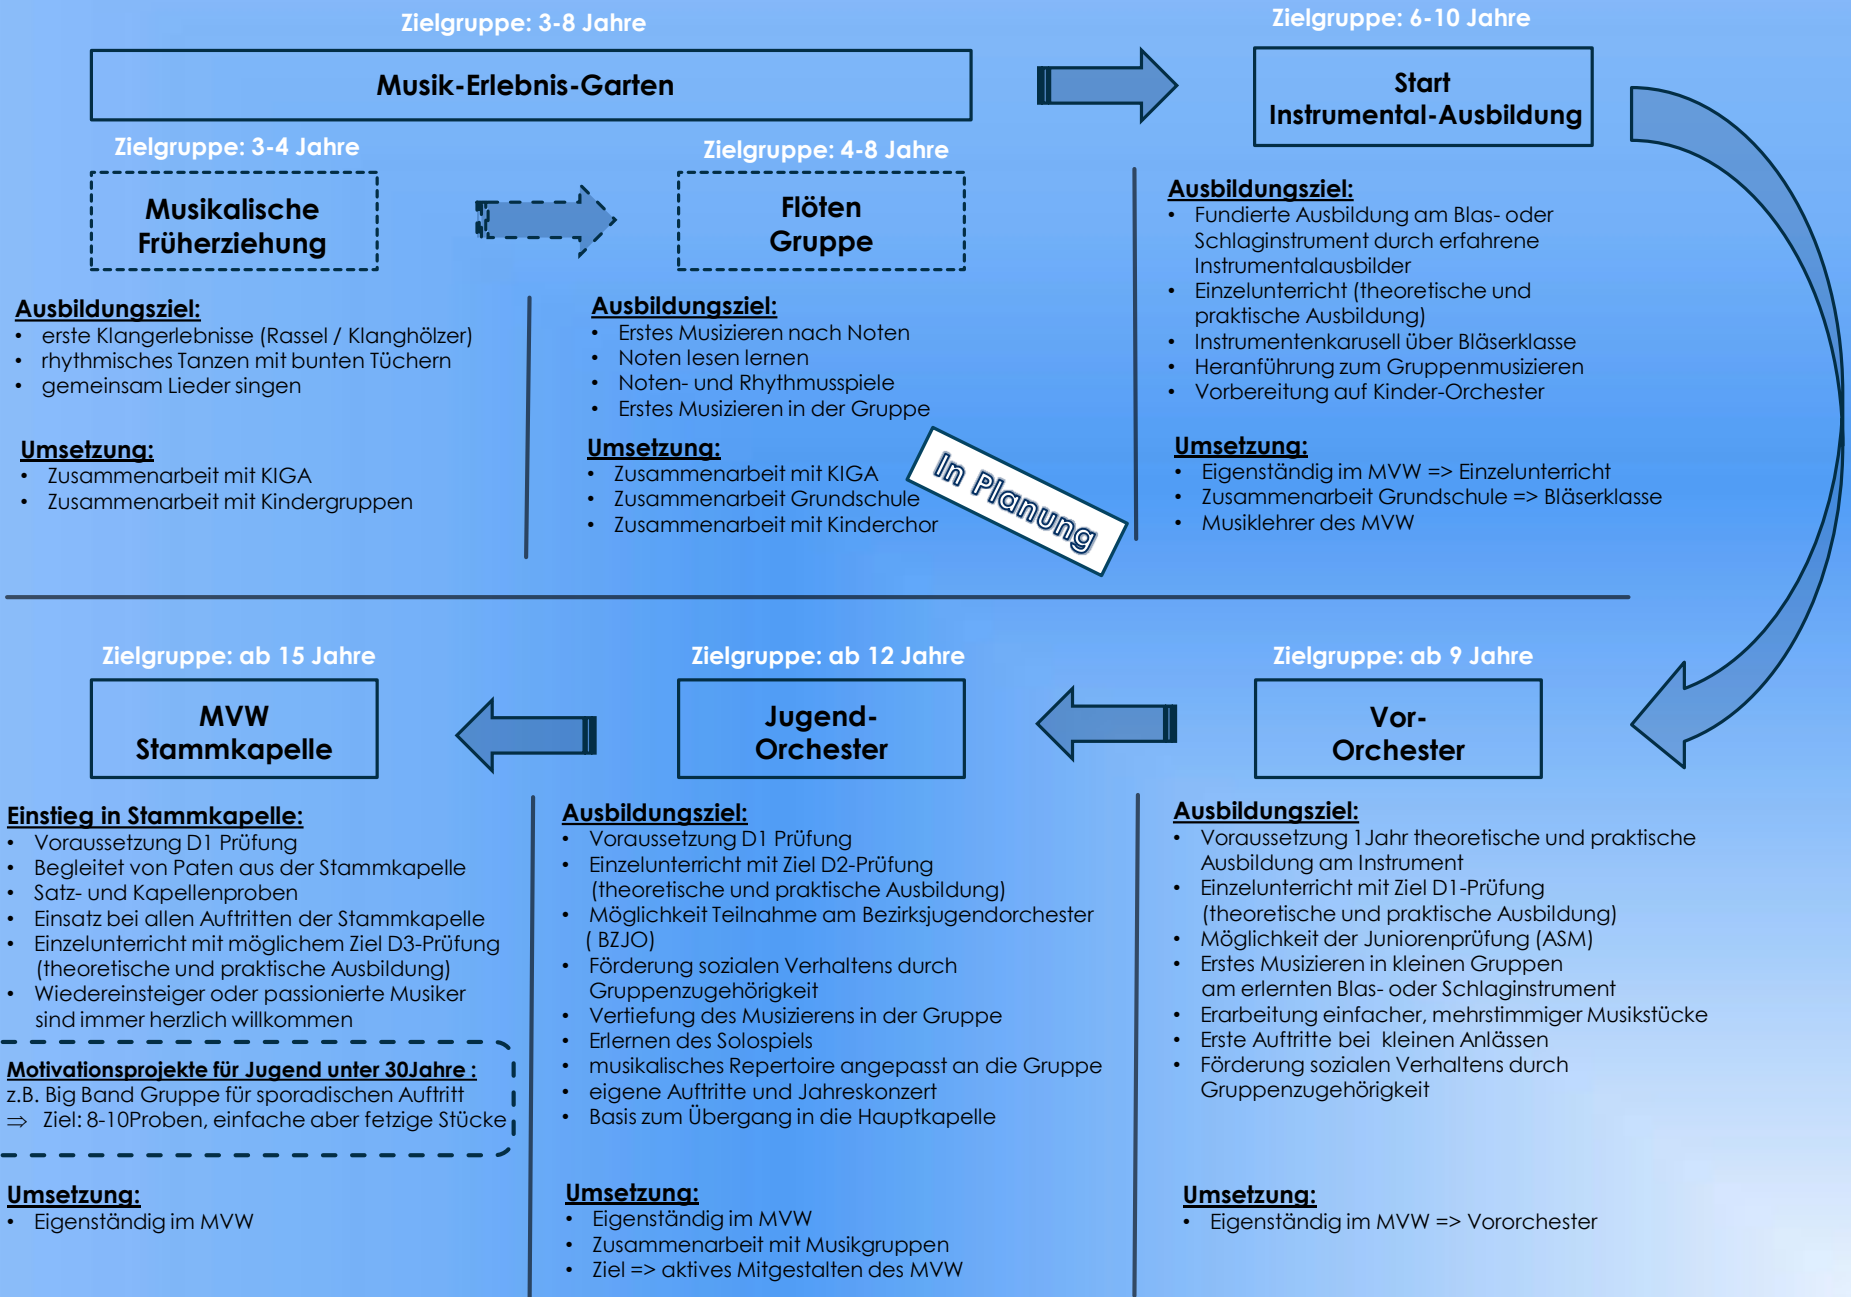 Zielgruppe: 3-8 Jahre
Musik-Erlebnis-Garten
Zielgruppe: 3-4 Jahre
Musikalische
Früherziehung
Ausbildungsziel:
• erste Klangerlebnisse (Rassel / Klanghölzer)
• rhythmisches Tanzen mit bunten Tüchern
• gemeinsam Lieder singen
Umsetzung:
• Zusammenarbeit mit KIGA
• Zusammenarbeit mit Kindergruppen
Zielgruppe: 4-8 Jahre
Flöten
Gruppe
Ausbildungsziel:
• Erstes Musizieren nach Noten
• Noten lesen lernen
• Noten- und Rhythmusspiele
• Erstes Musizieren in der Gruppe
Umsetzung:
• Zusammenarbeit mit KIGA
• Zusammenarbeit Grundschule
• Zusammenarbeit mit Kinderchor
In Planung
Zielgruppe: 6-10 Jahre
Start
Instrumental-Ausbildung
Ausbildungsziel:
• Fundierte Ausbildung am Blas- oder
Schlaginstrument durch erfahrene
Instrumentalausbilder
• Einzelunterricht (theoretische und
praktische Ausbildung)
• Instrumentenkarusell über Bläserklasse
• Heranführung zum Gruppenmusizieren
• Vorbereitung auf Kinder-Orchester
Umsetzung:
• Eigenständig im MVW => Einzelunterricht
• Zusammenarbeit Grundschule => Bläserklasse
• Musiklehrer des MVW
Zielgruppe: ab 15 Jahre
MVW
Stammkapelle
Einstieg in Stammkapelle:
• Voraussetzung D1 Prüfung
• Begleitet von Paten aus der Stammkapelle
• Satz- und Kapellenproben
• Einsatz bei allen Auftritten der Stammkapelle
• Einzelunterricht mit möglichem Ziel D3-Prüfung
(theoretische und praktische Ausbildung)
• Wiedereinsteiger oder passionierte Musiker
sind immer herzlich willkommen
Motivationsprojekte für Jugend unter 30Jahre :
z.B. Big Band Gruppe für sporadischen Auftritt
⇒ Ziel: 8-10Proben, einfache aber fetzige Stücke
Umsetzung:
• Eigenständig im MVW
Zielgruppe: ab 12 Jahre
Jugend-
Orchester
Ausbildungsziel:
• Voraussetzung D1 Prüfung
• Einzelunterricht mit Ziel D2-Prüfung
(theoretische und praktische Ausbildung)
• Möglichkeit Teilnahme am Bezirksjugendorchester
( BZJO)
• Förderung sozialen Verhaltens durch
Gruppenzugehörigkeit
• Vertiefung des Musizierens in der Gruppe
• Erlernen des Solospiels
• musikalisches Repertoire angepasst an die Gruppe
• eigene Auftritte und Jahreskonzert
• Basis zum Übergang in die Hauptkapelle
Umsetzung:
• Eigenständig im MVW
• Zusammenarbeit mit Musikgruppen
• Ziel => aktives Mitgestalten des MVW
Zielgruppe: ab 9 Jahre
Vor-
Orchester
Ausbildungsziel:
• Voraussetzung 1Jahr theoretische und praktische
Ausbildung am Instrument
• Einzelunterricht mit Ziel D1-Prüfung
(theoretische und praktische Ausbildung)
• Möglichkeit der Juniorenprüfung (ASM)
• Erstes Musizieren in kleinen Gruppen
am erlernten Blas- oder Schlaginstrument
• Erarbeitung einfacher, mehrstimmiger Musikstücke
• Erste Auftritte bei kleinen Anlässen
• Förderung sozialen Verhaltens durch
Gruppenzugehörigkeit
Umsetzung:
• Eigenständig im MVW => Vororchester